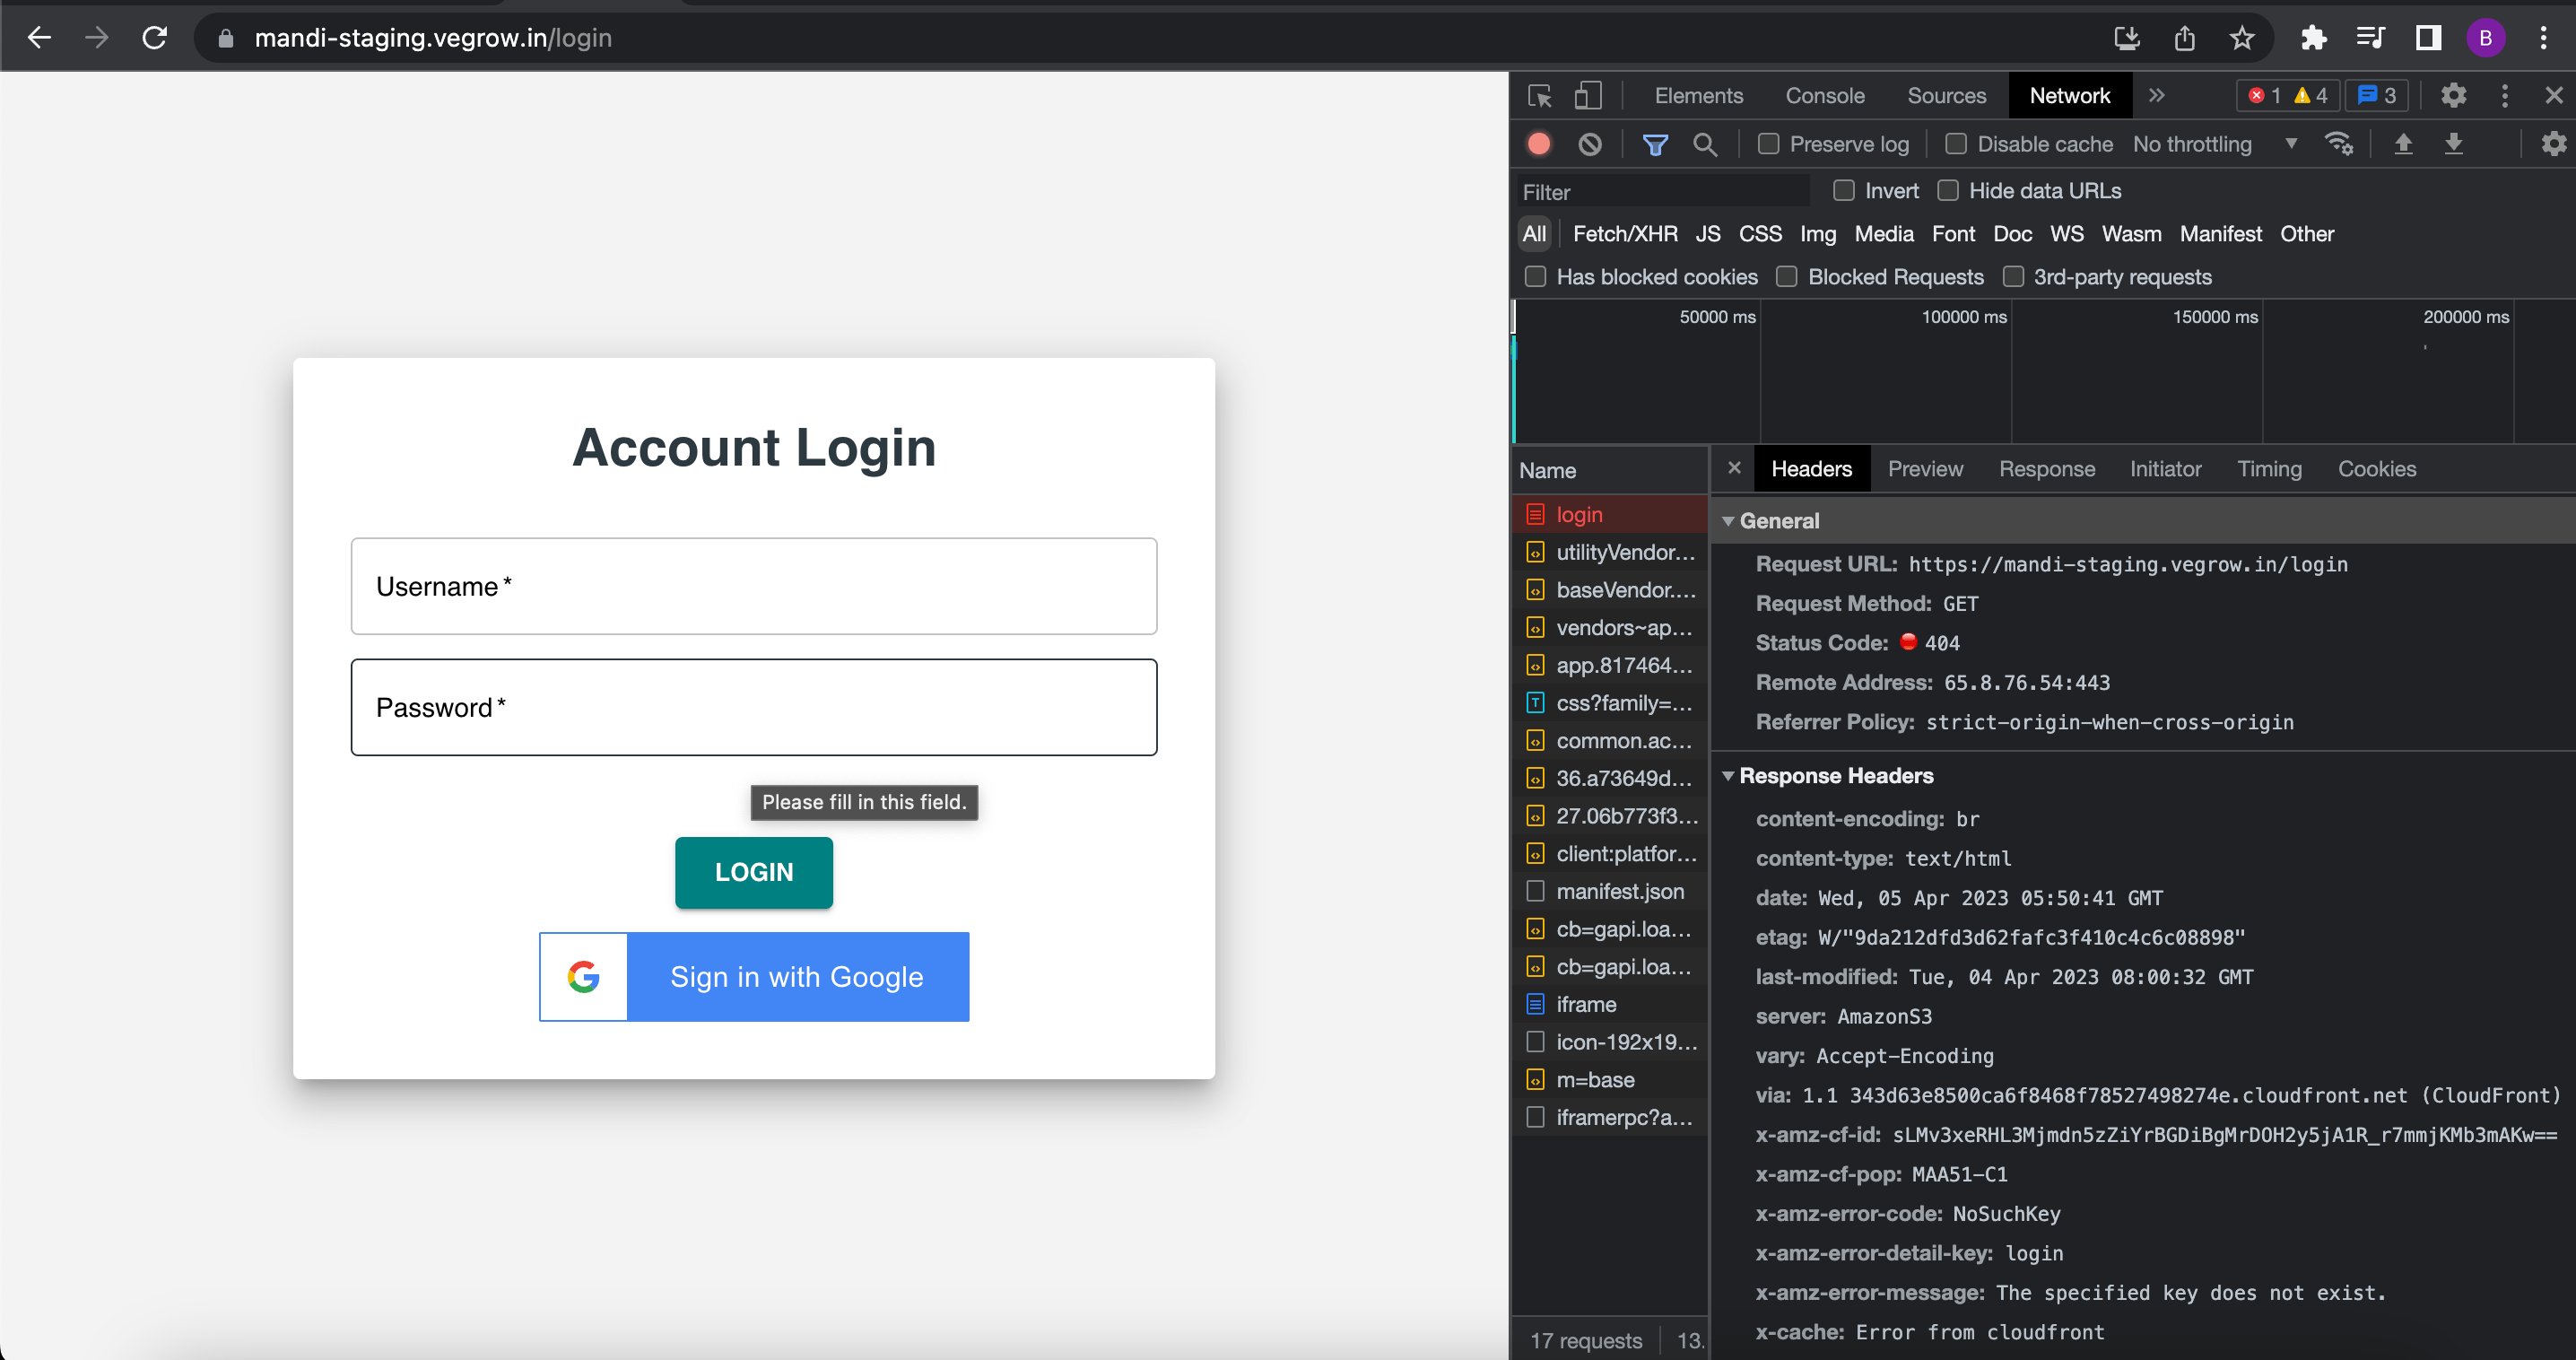 mandi-staging.vegrow.in/login
B
Elements Console Sources Network 1 4 3
Preserve log Disable cache No throttling
Filter Invert Hide data URLs
All Fetch/XHR JS CSS Img Media Font Doc WS Wasm Manifest Other
Has blocked cookies Blocked Requests 3rd-party requests
50000 ms 100000 ms 150000 ms 200000 ms
Account Login
Username *
Password *
Please fill in this field.
LOGIN
Sign in with Google
Name
login
utilityVendor...
baseVendor....
vendors~ap...
app.817464...
css?family=...
common.ac...
36.a73649d...
27.06b773f3...
client:platfor...
manifest.json
cb=gapi.loa...
cb=gapi.loa...
iframe
icon-192x19...
m=base
iframerpc?a...
17 requests 13.
Headers Preview Response Initiator Timing Cookies
General
Request URL: https://mandi-staging.vegrow.in/login
Request Method: GET
Status Code: 404
Remote Address: 65.8.76.54:443
Referrer Policy: strict-origin-when-cross-origin
Response Headers
content-encoding: br
content-type: text/html
date: Wed, 05 Apr 2023 05:50:41 GMT
etag: W/"9da212dfd3d62fafc3f410c4c6c08898"
last-modified: Tue, 04 Apr 2023 08:00:32 GMT
server: AmazonS3
vary: Accept-Encoding
via: 1.1 343d63e8500ca6f8468f78527498274e.cloudfront.net (CloudFront)
x-amz-cf-id: sLMv3xeRHL3Mjmdn5zZiYrBGDiBgMrDOH2y5jA1R_r7mmjKMb3mAKw==
x-amz-cf-pop: MAA51-C1
x-amz-error-code: NoSuchKey
x-amz-error-detail-key: login
x-amz-error-message: The specified key does not exist.
x-cache: Error from cloudfront